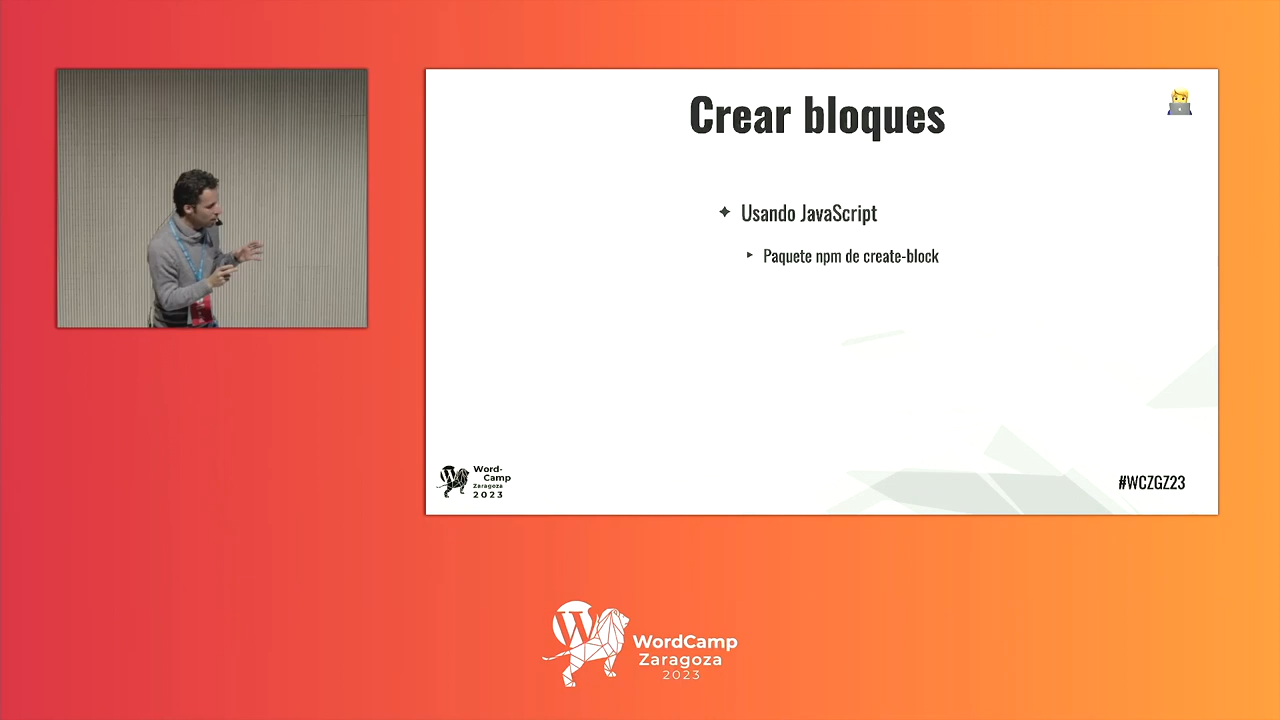 Crear bloques
Usando JavaScript
Paquete npm de create-block
Word-
Camp
Zaragoza
2023
#WCZGZ23
WordCamp
Zaragoza
2023